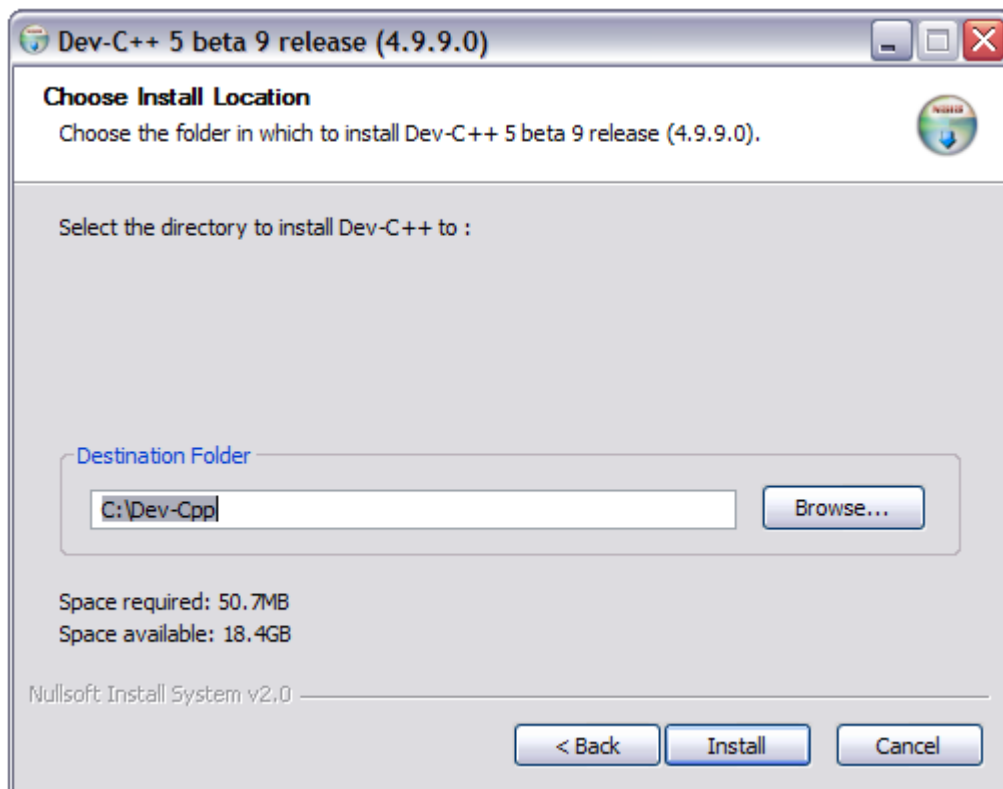 Dev-C++ 5 beta 9 release (4.9.9.0)
Choose Install Location
Choose the folder in which to install Dev-C++ 5 beta 9 release (4.9.9.0).
Select the directory to install Dev-C++ to :
Destination Folder
C:\Dev-Cpp
Browse...
Space required: 50.7MB
Space available: 18.4GB
Nullsoft Install System v2.0
< Back
Install
Cancel